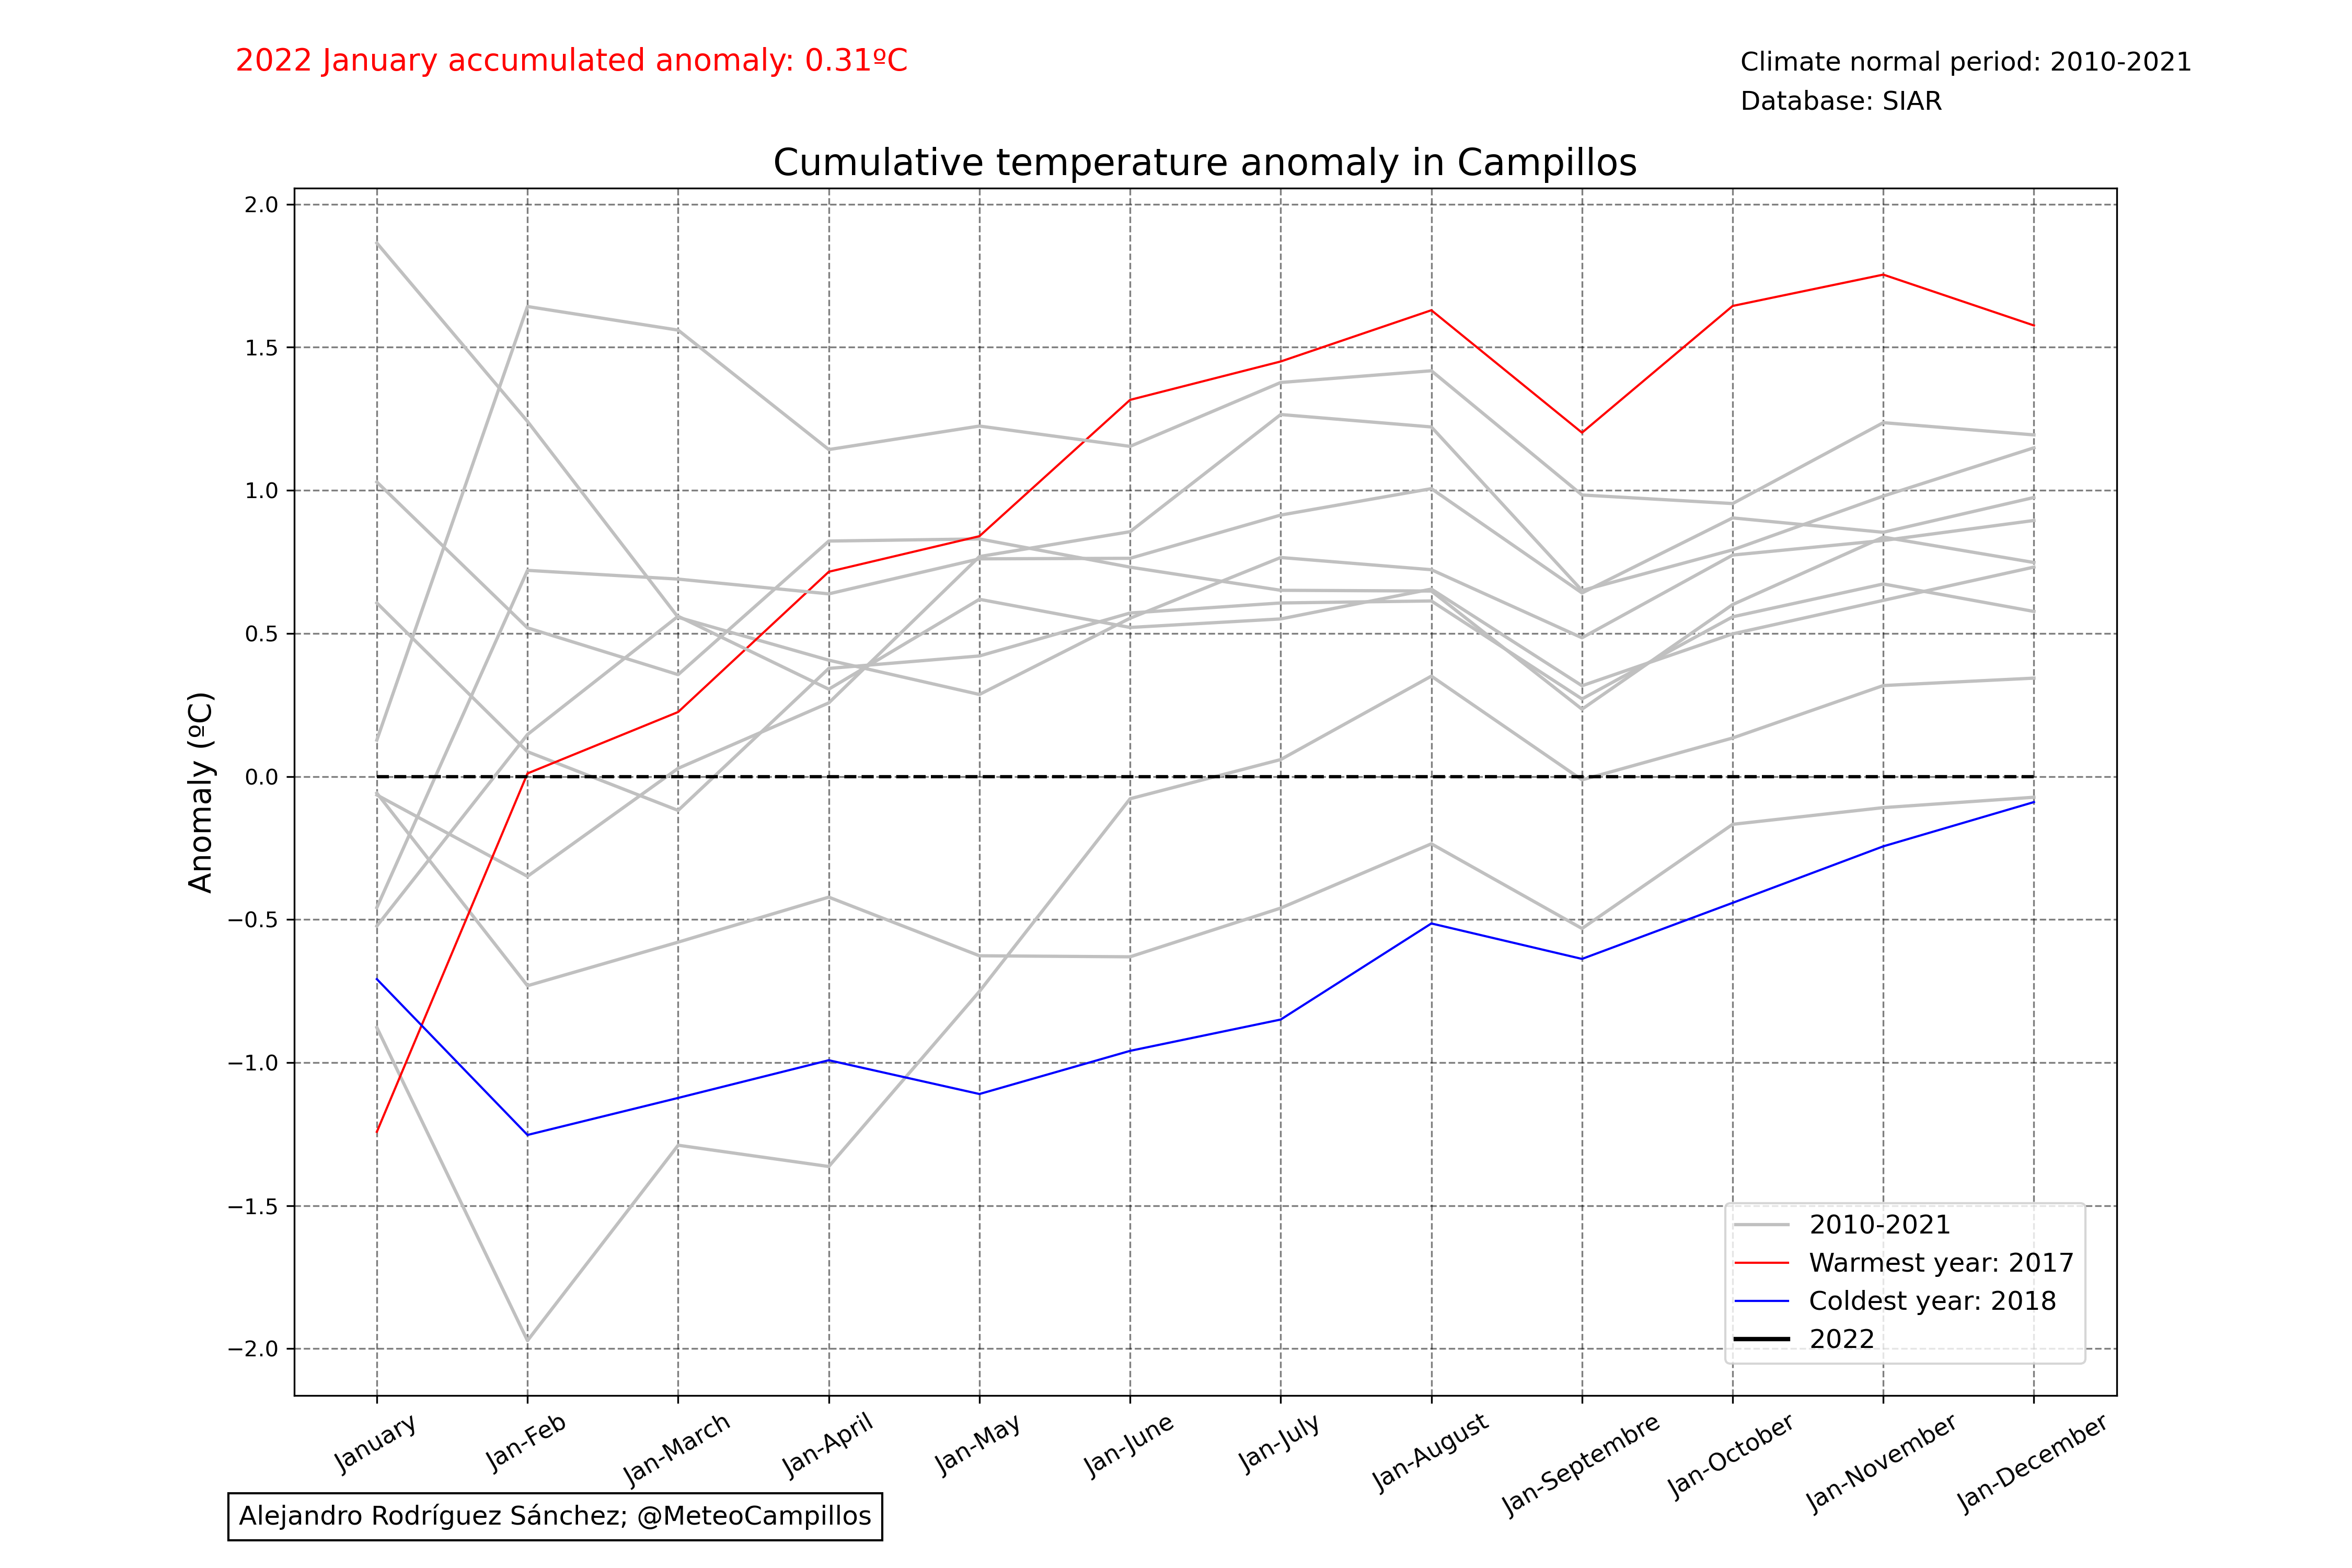 2022 January accumulated anomaly: 0.31ºC
Climate normal period: 2010-2021
Database: SIAR
Cumulative temperature anomaly in Campillos
2.0
1.5
1.0
0.5
0.0
−0.5
−1.0
−1.5
−2.0
Anomaly (ºC)
2010-2021
Warmest year: 2017
Coldest year: 2018
2022
January
Jan-Feb
Jan-March
Jan-April
Jan-May
Jan-June
Jan-July
Jan-August
Jan-Septembre
Jan-October
Jan-November
Jan-December
Alejandro Rodríguez Sánchez; @MeteoCampillos